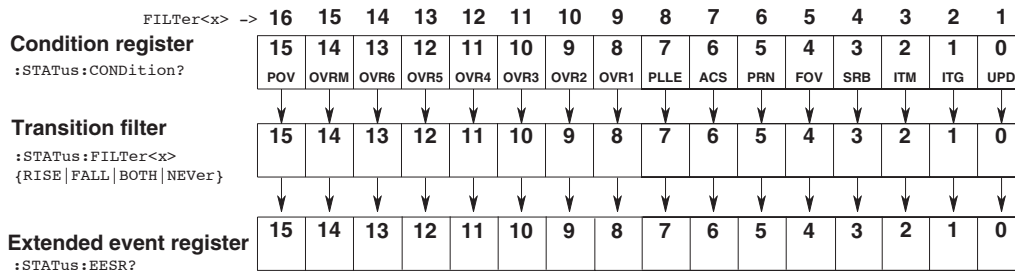 FILTer<x> -> 16 15 14 13 12 11 10 9 8 7 6 5 4 3 2 1
Condition register
:STATus:CONDition?
15 14 13 12 11 10 9 8 7 6 5 4 3 2 1 0
POV OVRM OVR6 OVR5 OVR4 OVR3 OVR2 OVR1 PLLE ACS PRN FOV SRB ITM ITG UPD
Transition filter
:STATus:FILTer<x>
{RISE|FALL|BOTH|NEVer}
15 14 13 12 11 10 9 8 7 6 5 4 3 2 1 0
Extended event register
:STATus:EESR?
15 14 13 12 11 10 9 8 7 6 5 4 3 2 1 0